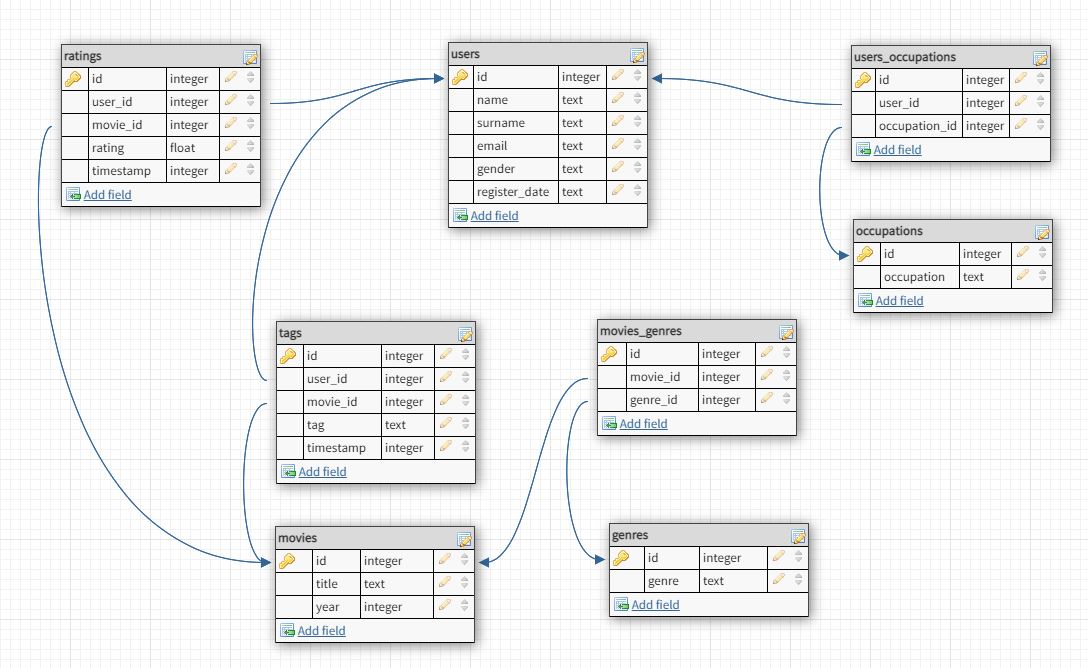 ratings
id integer
user_id integer
movie_id integer
rating float
timestamp integer
Add field
users
id integer
name text
surname text
email text
gender text
register_date text
Add field
users_occupations
id integer
user_id integer
occupation_id integer
Add field
occupations
id integer
occupation text
Add field
tags
id integer
user_id integer
movie_id integer
tag text
timestamp integer
Add field
movies_genres
id integer
movie_id integer
genre_id integer
Add field
movies
id integer
title text
year integer
Add field
genres
id integer
genre text
Add field